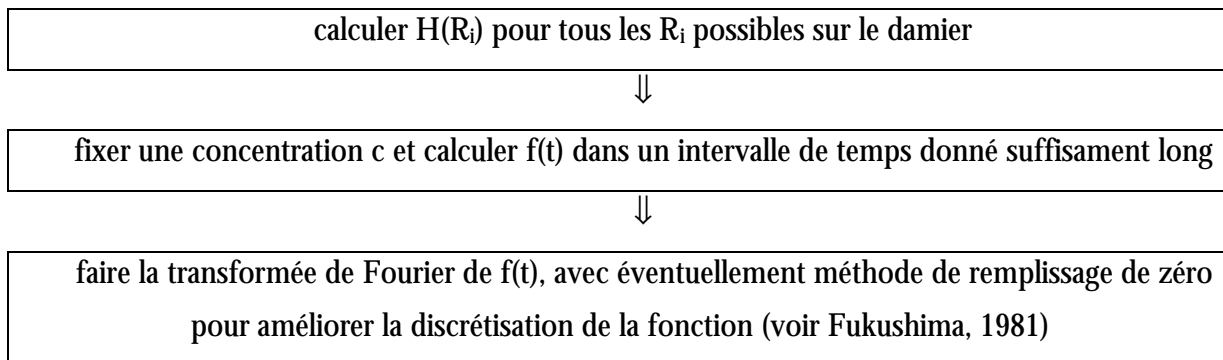 calculer H(Ri) pour tous les Ri possibles sur le damier
⇓
fixer une concentration c et calculer f(t) dans un intervalle de temps donné suffisament long
⇓
faire la transformée de Fourier de f(t), avec éventuellement méthode de remplissage de zéro
pour améliorer la discrétisation de la fonction (voir Fukushima, 1981)